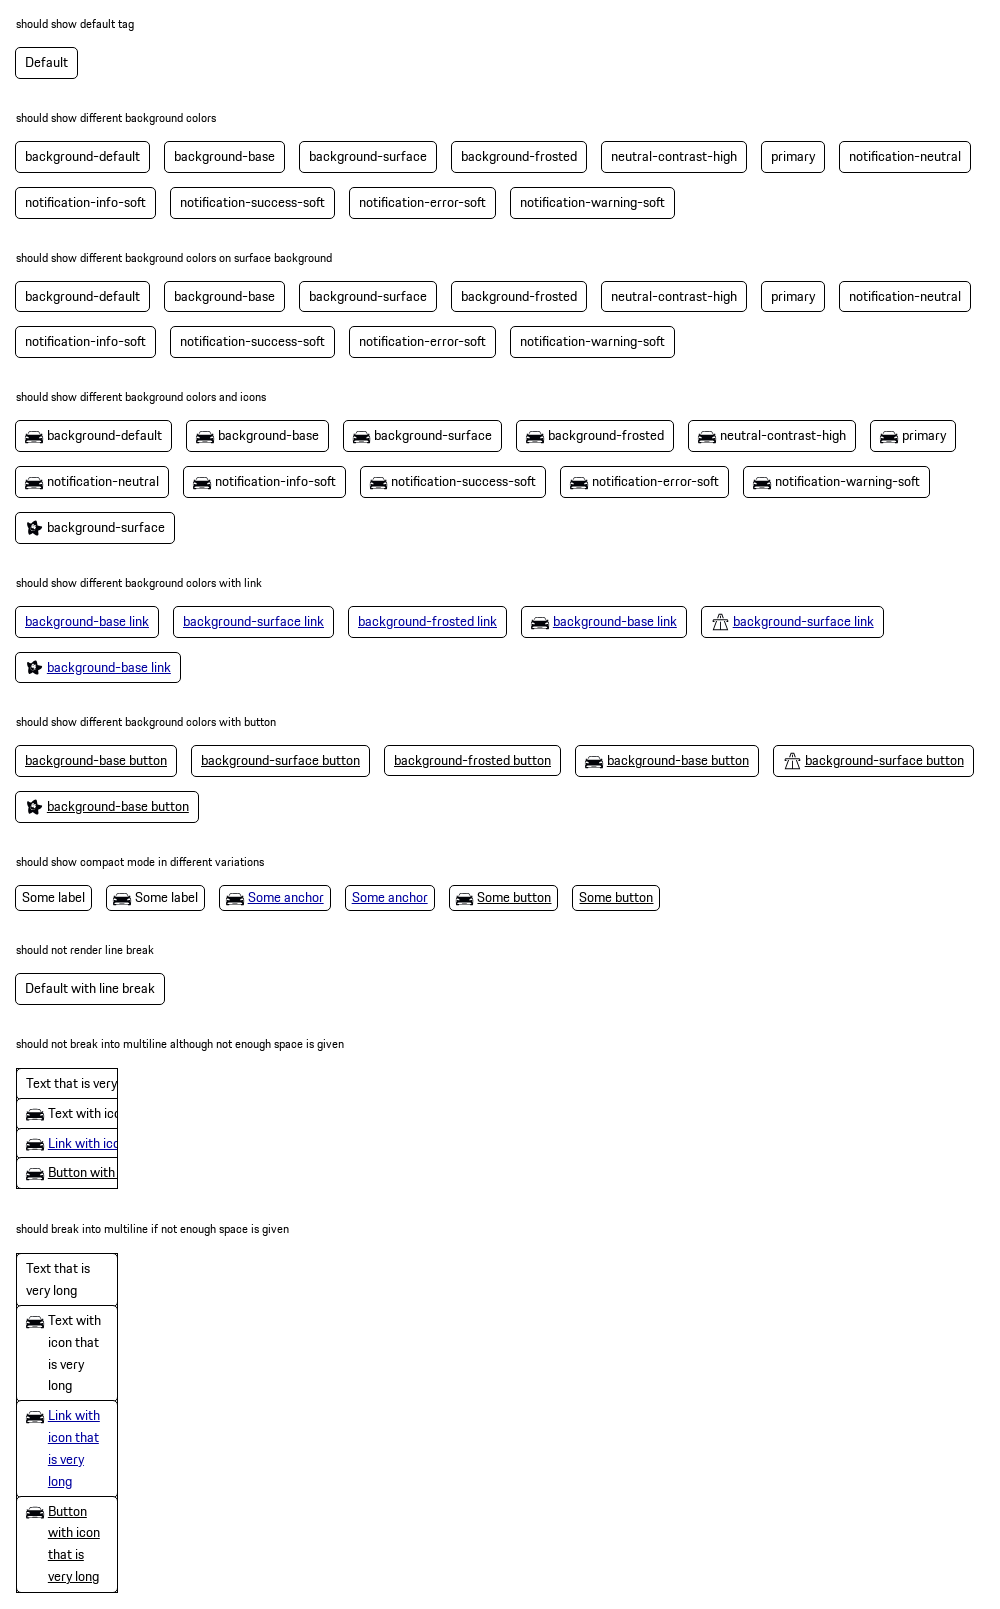 should show default tag
Default
should show different background colors
background-default background-base background-surface background-frosted neutral-contrast-high primary notification-neutral
notification-info-soft notification-success-soft notification-error-soft notification-warning-soft
should show different background colors on surface background
background-default background-base background-surface background-frosted neutral-contrast-high primary notification-neutral
notification-info-soft notification-success-soft notification-error-soft notification-warning-soft
should show different background colors and icons
background-default background-base background-surface background-frosted neutral-contrast-high primary
notification-neutral notification-info-soft notification-success-soft notification-error-soft notification-warning-soft
background-surface
should show different background colors with link
background-base link background-surface link background-frosted link background-base link background-surface link
background-base link
should show different background colors with button
background-base button background-surface button background-frosted button background-base button background-surface button
background-base button
should show compact mode in different variations
Some label Some label Some anchor Some anchor Some button Some button
should not render line break
Default with line break
should not break into multiline although not enough space is given
Text that is very
Text with ico
Link with ico
Button with
should break into multiline if not enough space is given
Text that is
very long
Text with
icon that
is very
long
Link with
icon that
is very
long
Button
with icon
that is
very long